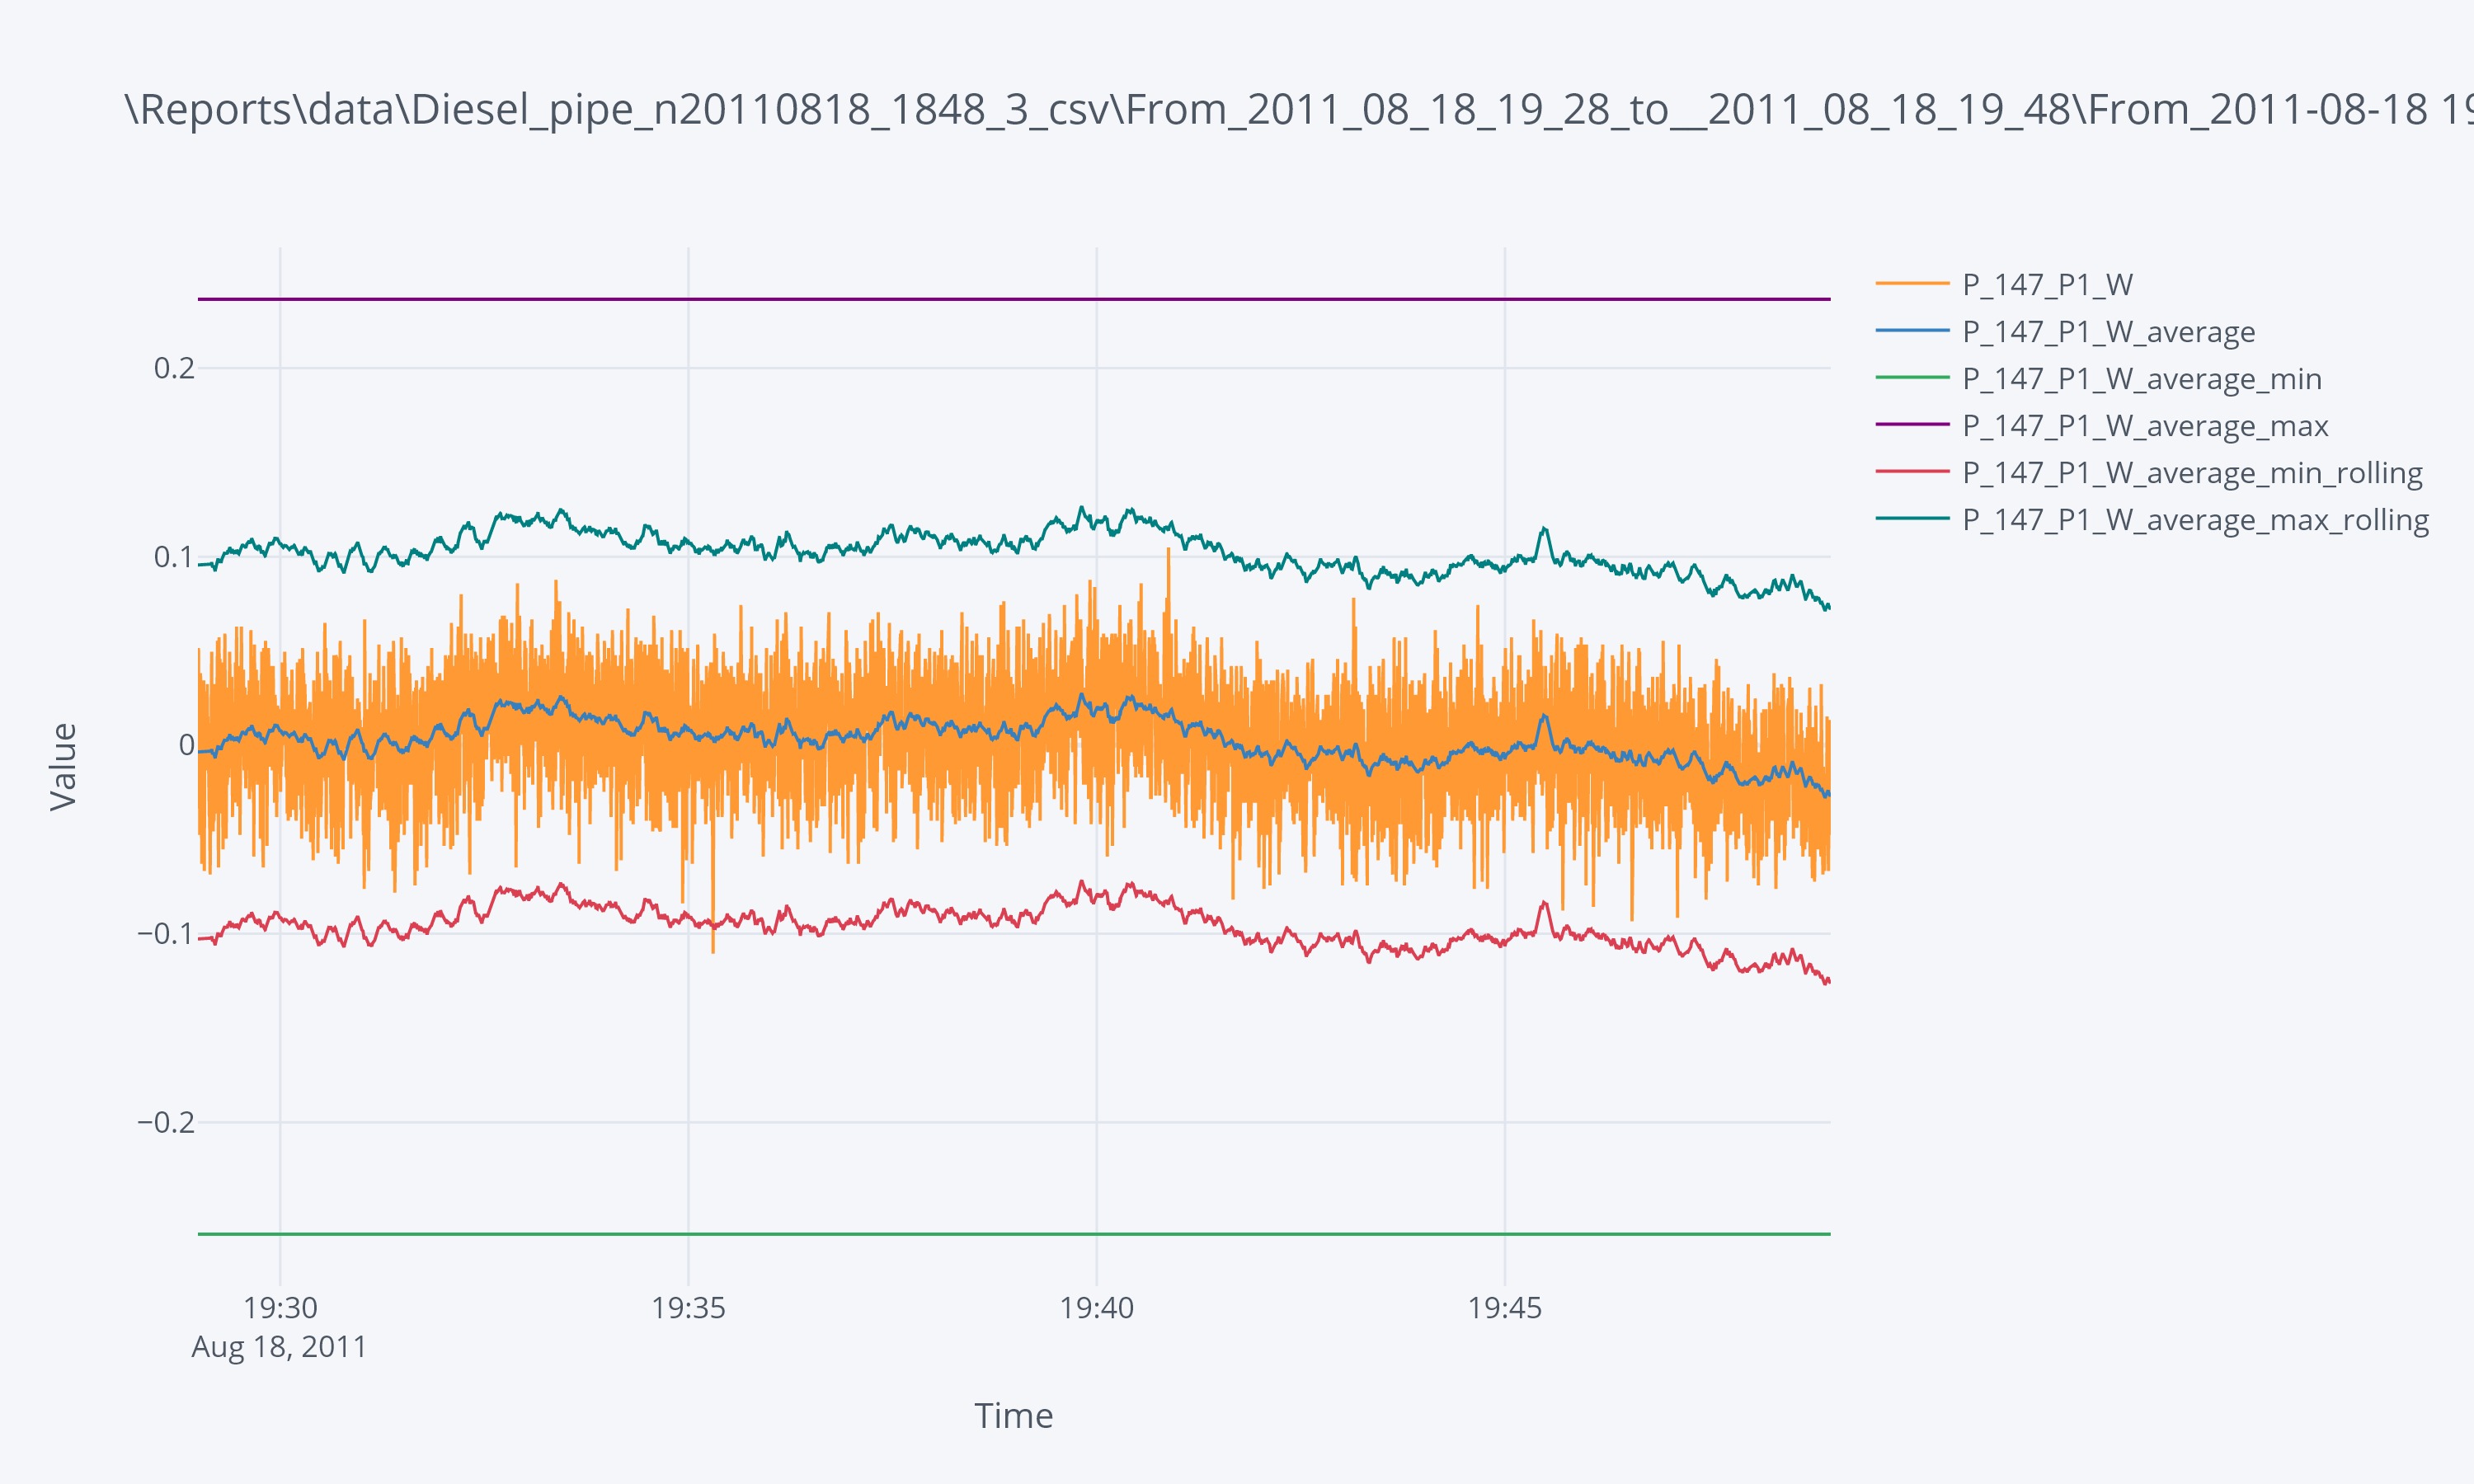 \Reports\data\Diesel_pipe_n20110818_1848_3_csv\From_2011_08_18_19_28_to__2011_08_18_19_48\From_2011-08-18 19
P_147_P1_W
P_147_P1_W_average
P_147_P1_W_average_min
P_147_P1_W_average_max
P_147_P1_W_average_min_rolling
P_147_P1_W_average_max_rolling
Value
0.2
0.1
0
−0.1
−0.2
19:30
19:35
19:40
19:45
Aug 18, 2011
Time